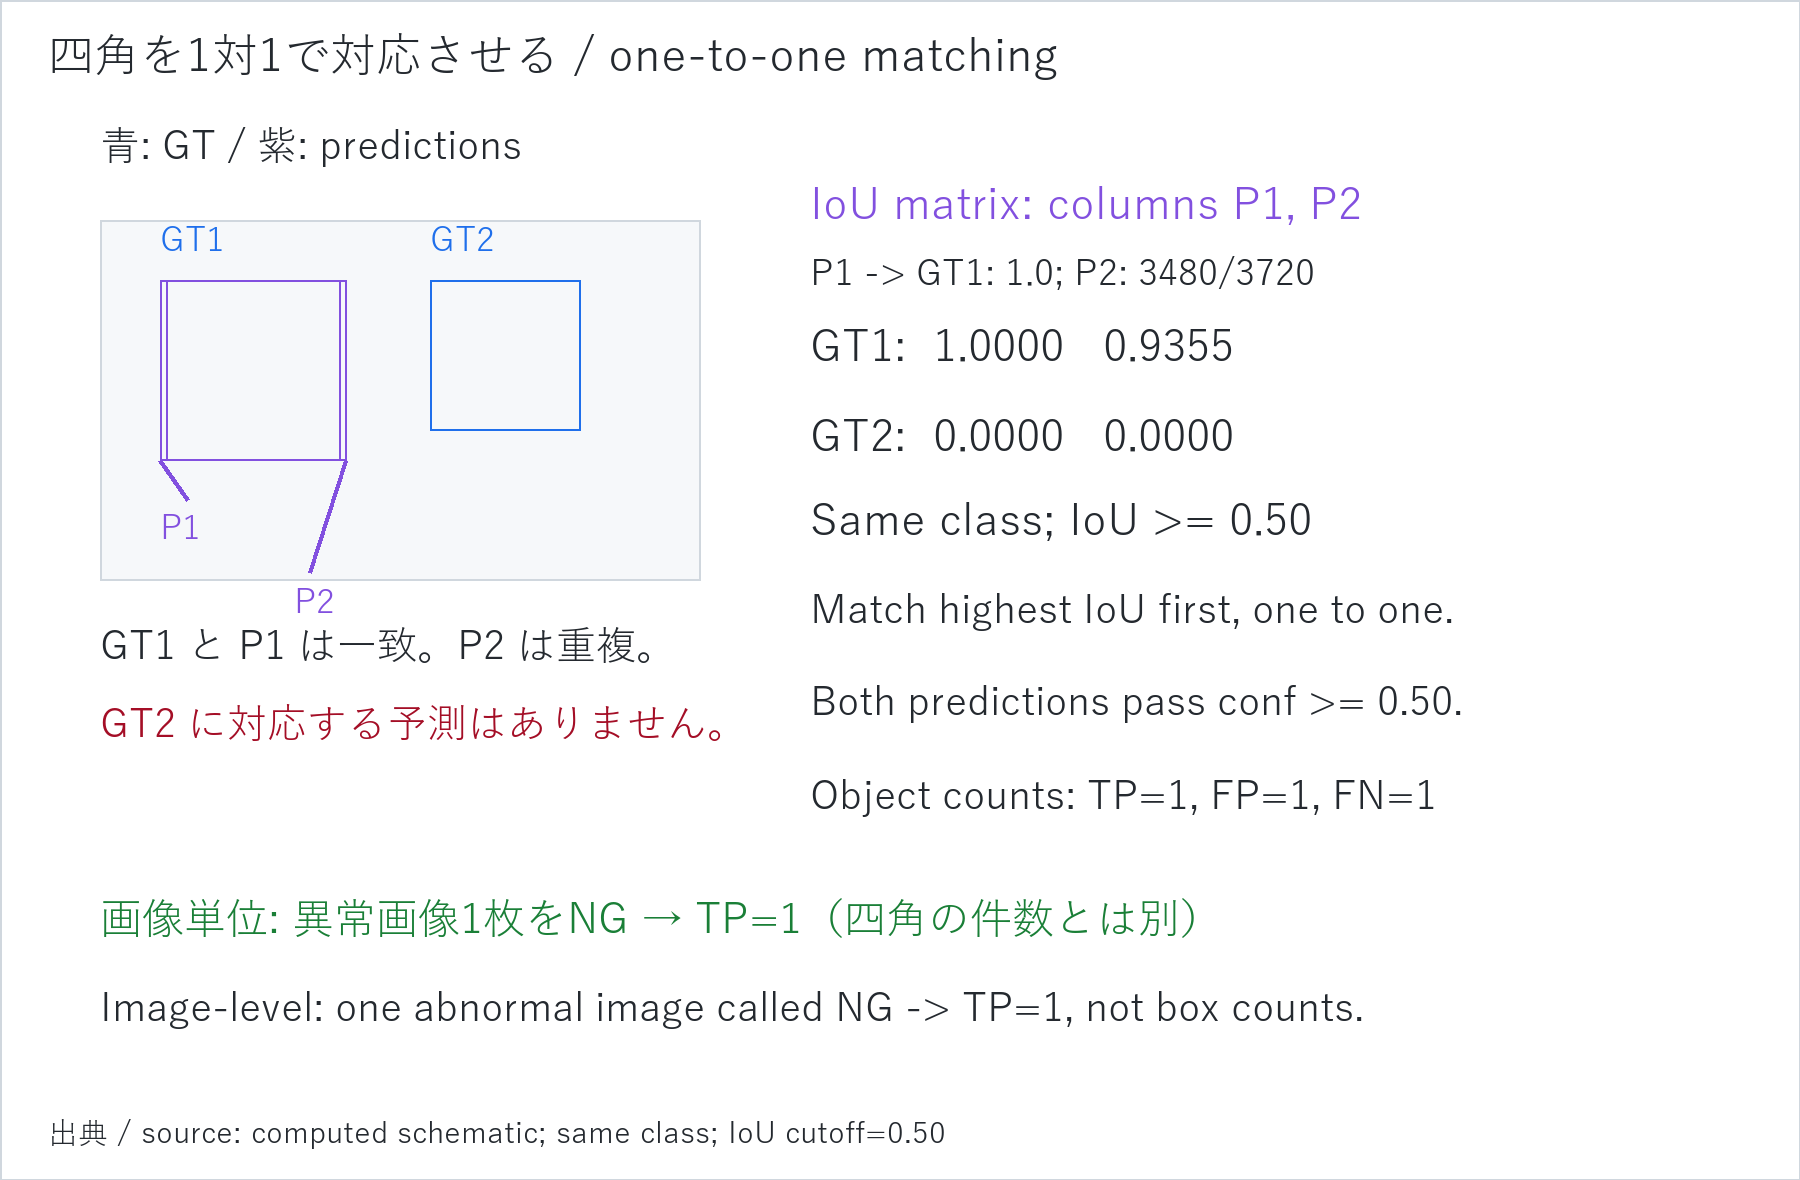 四角を1対1で対応させる / one-to-one matching
青: GT / 紫: predictions
GT1
GT2
P1
P2
GT1 と P1 は一致。P2 は重複。
GT2 に対応する予測はありません。
IoU matrix: columns P1, P2
P1 -> GT1: 1.0; P2: 3480/3720
GT1: 1.0000 0.9355
GT2: 0.0000 0.0000
Same class; IoU >= 0.50
Match highest IoU first, one to one.
Both predictions pass conf >= 0.50.
Object counts: TP=1, FP=1, FN=1
画像単位: 異常画像1枚をNG → TP=1（四角の件数とは別）
Image-level: one abnormal image called NG -> TP=1, not box counts.
出典 / source: computed schematic; same class; IoU cutoff=0.50